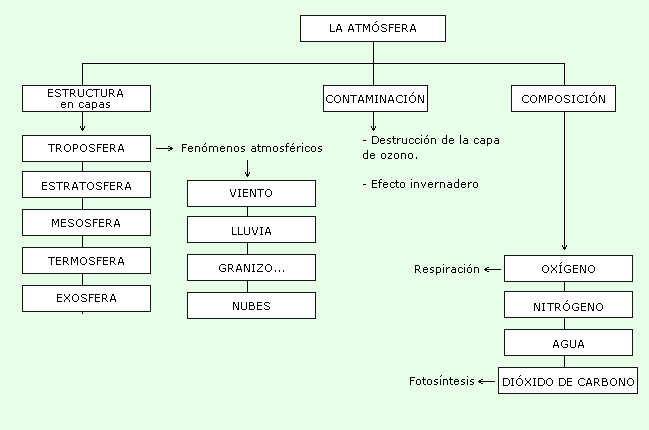 LA ATMÓSFERA
ESTRUCTURA
en capas
CONTAMINACIÓN
COMPOSICIÓN
TROPOSFERA
Fenómenos atmosféricos
- Destrucción de la capa
de ozono.
- Efecto invernadero
ESTRATOSFERA
MESOSFERA
TERMOSFERA
EXOSFERA
VIENTO
LLUVIA
GRANIZO...
NUBES
Respiración
OXÍGENO
NITRÓGENO
AGUA
Fotosíntesis
DIÓXIDO DE CARBONO